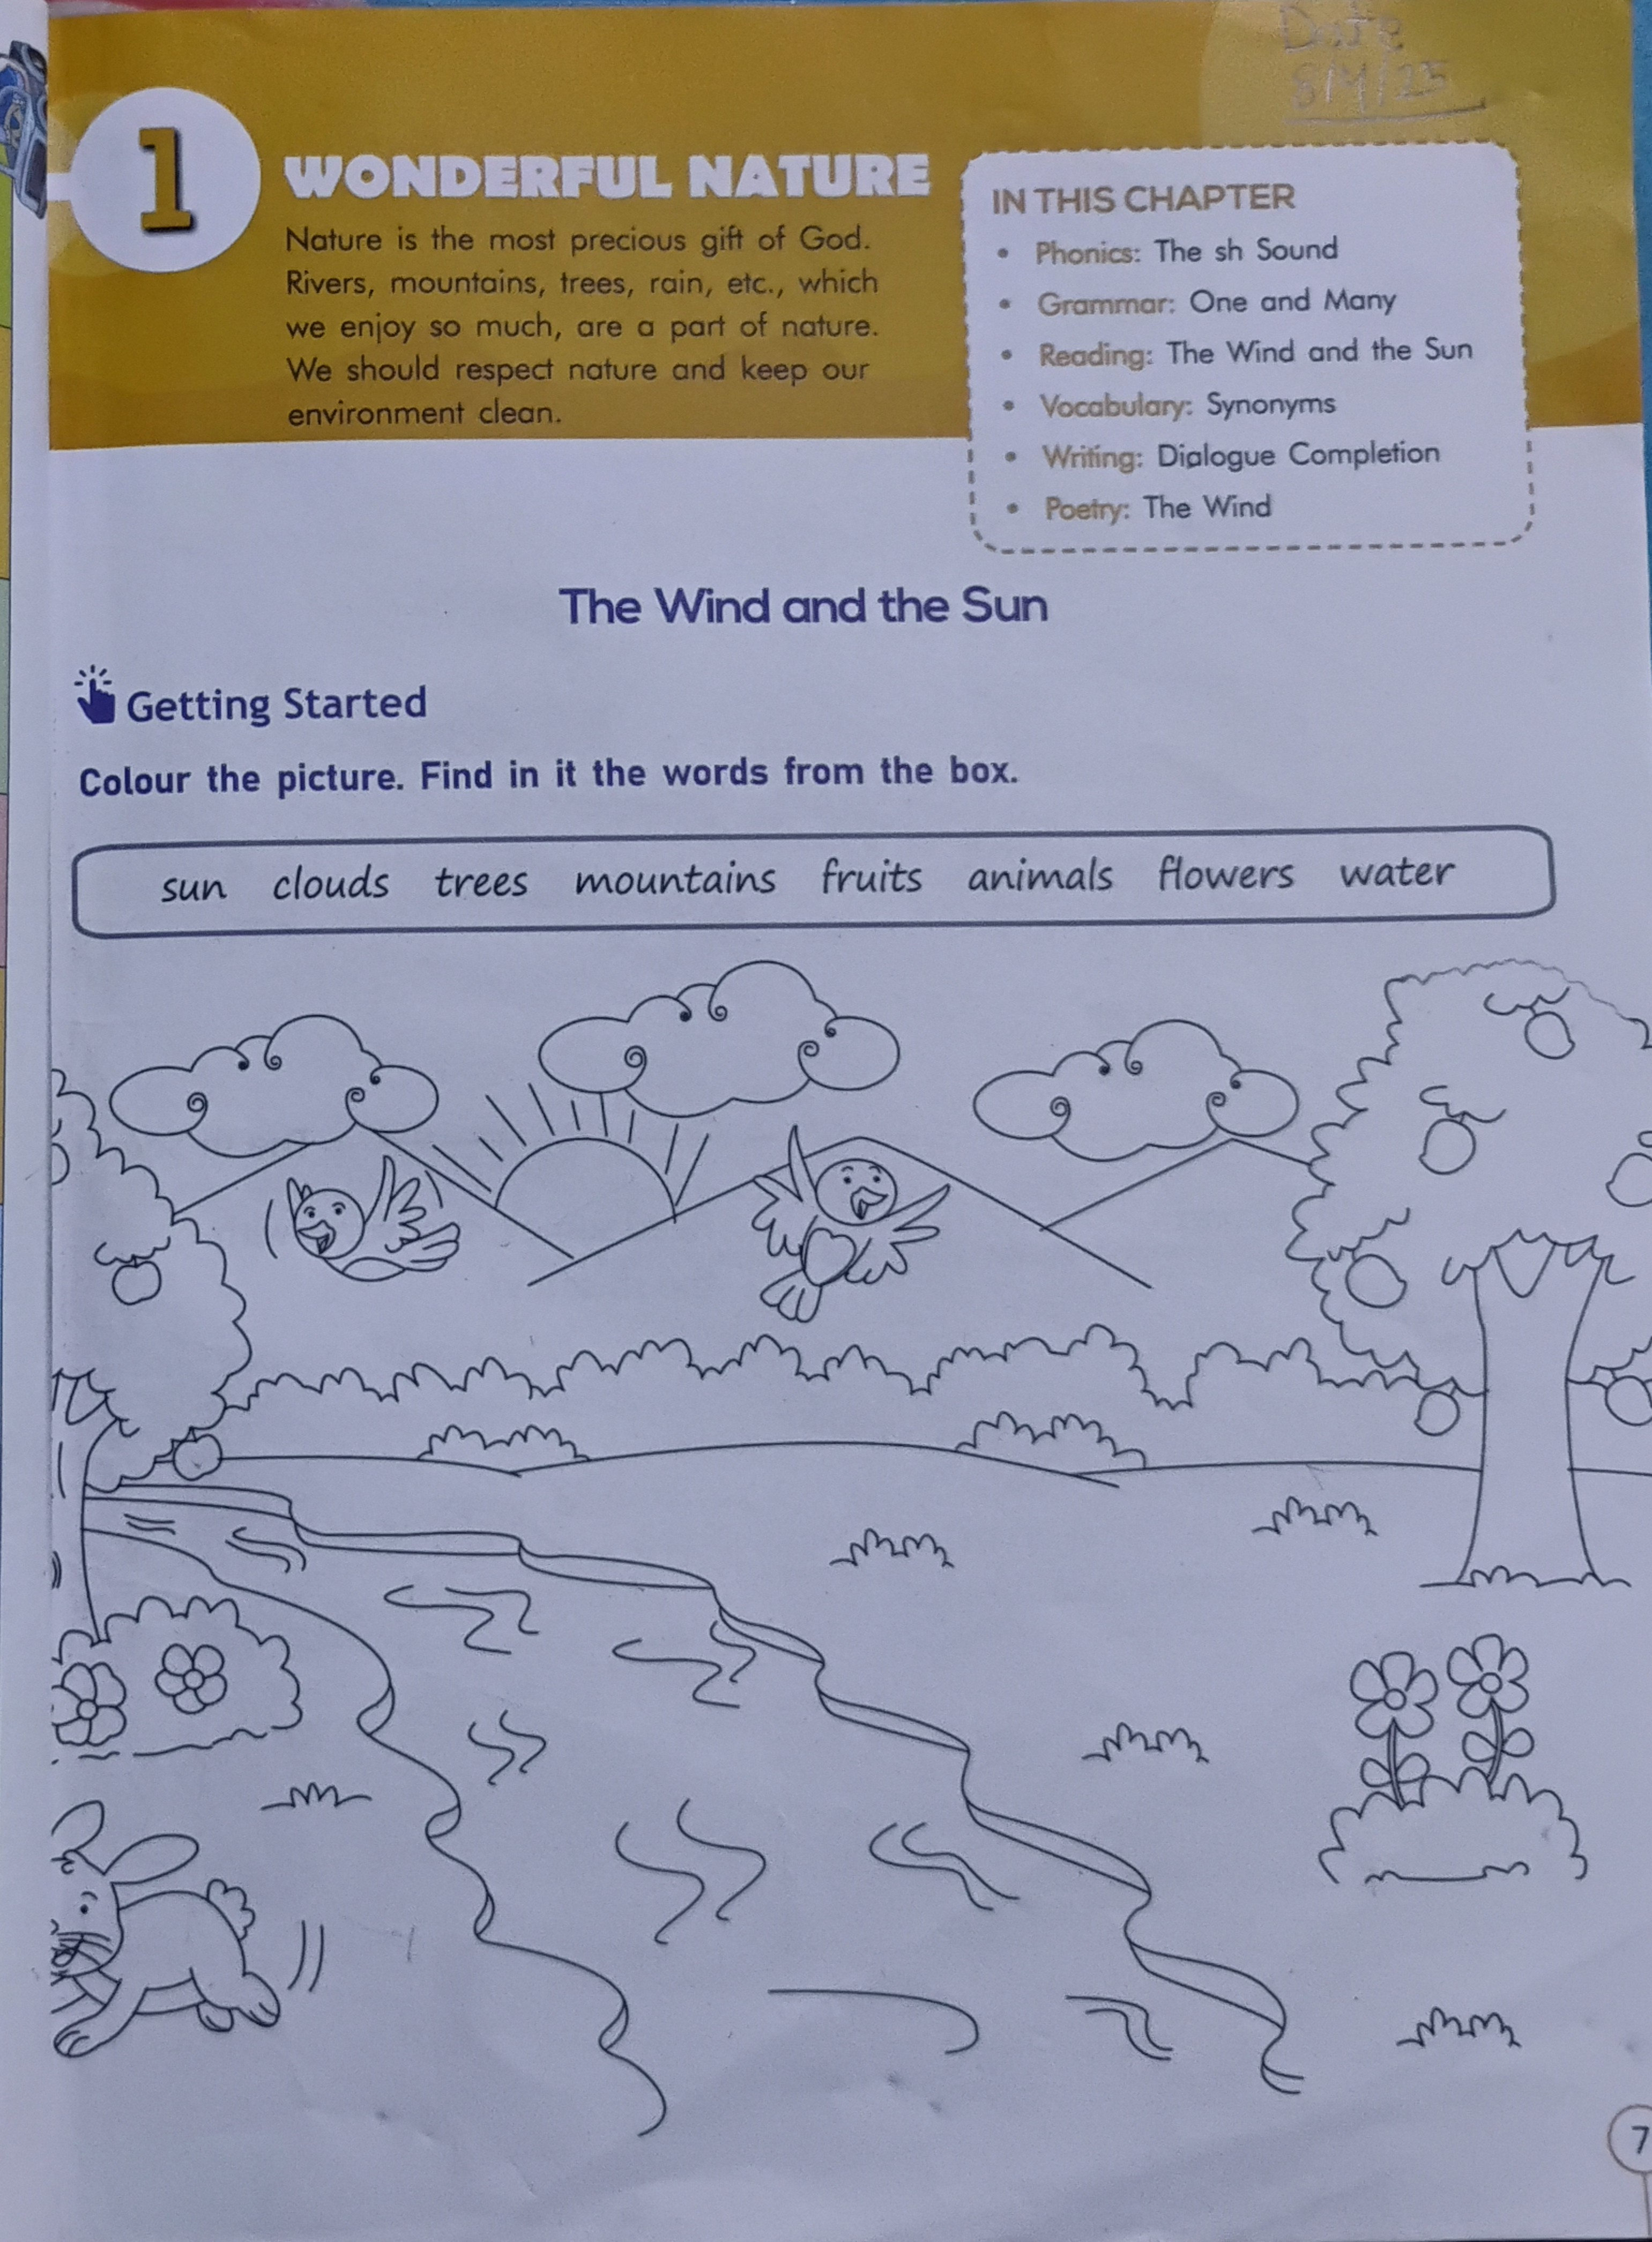 Date
8/4/25
1
WONDERFUL NATURE
Nature is the most precious gift of God.
Rivers, mountains, trees, rain, etc., which
we enjoy so much, are a part of nature.
We should respect nature and keep our
environment clean.
IN THIS CHAPTER
• Phonics: The sh Sound
• Grammar: One and Many
• Reading: The Wind and the Sun
• Vocabulary: Synonyms
• Writing: Dialogue Completion
• Poetry: The Wind
The Wind and the Sun
Getting Started
Colour the picture. Find in it the words from the box.
sun clouds trees mountains fruits animals flowers water
7